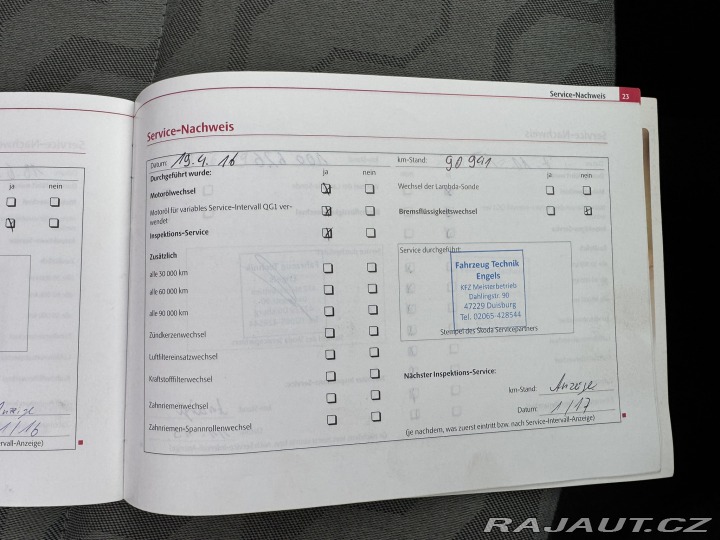 Service-Nachweis 23
Service-Nachweis
Datum: 19.4.16 km-Stand: 90 991
Durchgeführt wurde: ja nein ja nein
Motorölwechsel Wechsel der Lambda-Sonde
Motoröl für variables Service-Intervall QG1 ver-
wendet Bremsflüssigkeitswechsel
Inspektions-Service
Zusätzlich Service durchgeführt:
alle 30 000 km
alle 60 000 km
alle 90 000 km
Zündkerzenwechsel
Luftfiltereinsatzwechsel
Kraftstofffilterwechsel
Zahnriemenwechsel
Zahnriemen-Spannrollenwechsel
Fahrzeug Technik
Engels
KFZ Meisterbetrieb
Dahlingstr. 90
47229 Duisburg
Tel. 02065-428544
Stempel des Škoda Servicepartners
Nächster Inspektions-Service:
km-Stand: Anzeige
Datum: 1/17
(je nachdem, was zuerst eintritt bzw. nach Service-Intervall-Anzeige)
ja nein
1/16
rvall-Anzeige)
RAJAUT.CZ